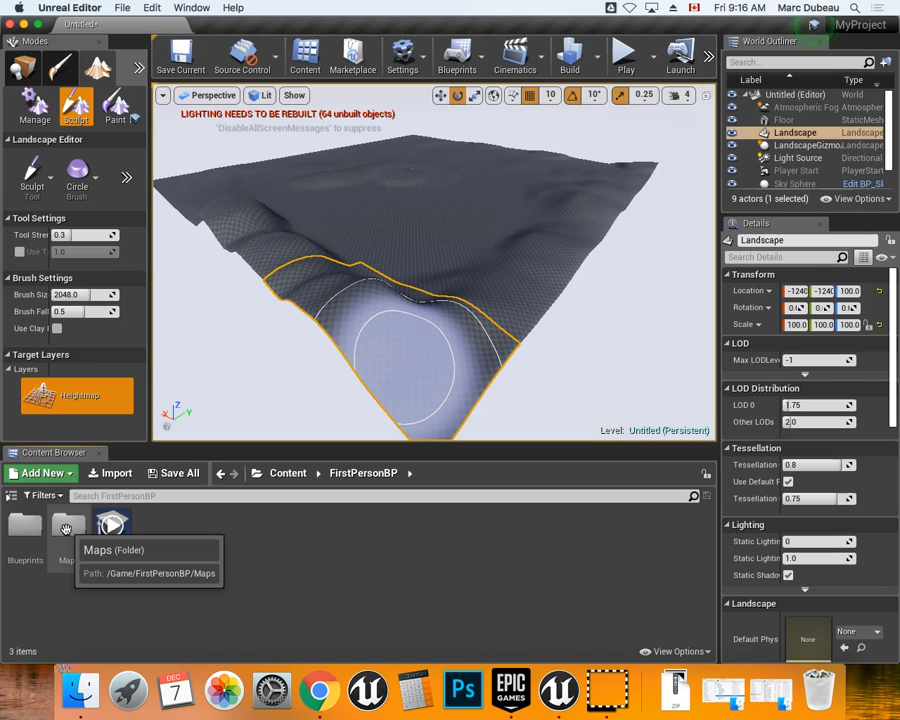 Unreal Editor File Edit Window Help Marc Dubeau Fri 9:16 AM
Untitled* MyProject
Modes
Manage Sculpt Paint
Landscape Editor
Sculpt Circle
Tool Brush
Tool Settings
Tool Stren 0.3
Use T 1.0
Brush Settings
Brush Siz 2048.0
Brush Fall 0.5
Use Clay
Target Layers
Layers
Heightmap
Save Current Source Control Content Marketplace Settings Blueprints Cinematics Build Play Launch
Perspective Lit Show 10 10° 0.25 4
LIGHTING NEEDS TO BE REBUILT (64 unbuilt objects)
'DisableAllScreenMessages' to suppress
Z
X Y
Level: Untitled (Persistent)
World Outliner
Search...
Label Type
Untitled (Editor)
Atmospheric Fog Atmospher
Floor StaticMes
Landscape Landscape
LandscapeGizmo Landscape
Light Source Directional
Player Start PlayerStar
Sky Sphere Edit BP_Sk
9 actors (1 selected) View Options
Details
Landscape
Search Details
Transform
Location -1240 -1240 100.0
Rotation
Scale 100.0 100.0 100.0
LOD
Max LODLeve -1
LOD Distribution
LOD 0 1.75
Other LODs 2.0
Tessellation
Tessellation 0.8
Use Default F
Tessellation 0.75
Lighting
Static Lightin 0
Static Lightin 1.0
Static Shado
Landscape
Default Phys None None
Content Browser
Add New Import Save All Content FirstPersonBP
Filters Search FirstPersonBP
Blueprints Map
Maps (Folder)
Path: /Game/FirstPersonBP/Maps
3 items View Options
DEC
7
Ps
EPIC
GAMES
ZIP